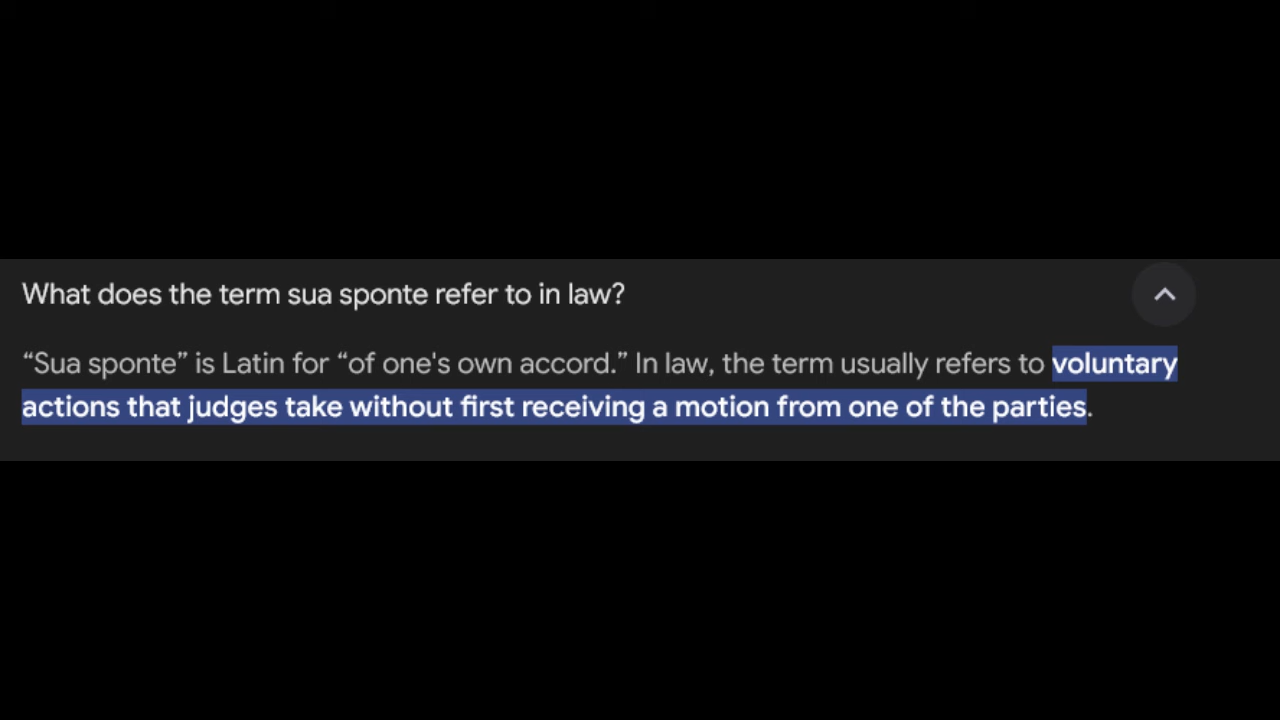 What does the term sua sponte refer to in law?
“Sua sponte” is Latin for “of one's own accord.” In law, the term usually refers to voluntary
actions that judges take without first receiving a motion from one of the parties.